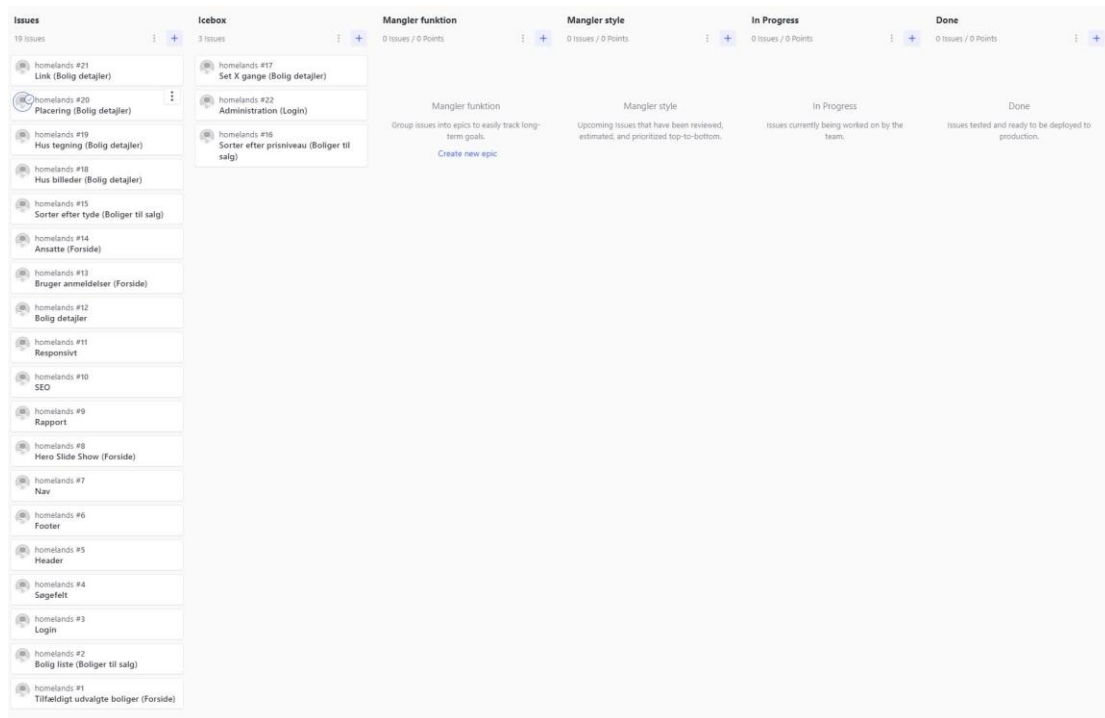 Issues
19 Issues
homelands #21
Link (Bolig detajler)
homelands #20
Placering (Bolig detajler)
homelands #19
Hus tegning (Bolig detajler)
homelands #18
Hus billeder (Bolig detajler)
homelands #15
Sorter efter tyde (Boliger til salg)
homelands #14
Ansatte (Forside)
homelands #13
Bruger anmeldelser (Forside)
homelands #12
Bolig detajler
homelands #11
Responsivt
homelands #10
SEO
homelands #9
Rapport
homelands #8
Hero Slide Show (Forside)
homelands #7
Nav
homelands #6
Footer
homelands #5
Header
homelands #4
Søgefelt
homelands #3
Login
homelands #2
Bolig liste (Boliger til salg)
homelands #1
Tilfældigt udvalgte boliger (Forside)
Icebox
3 Issues
homelands #17
Set X gange (Bolig detajler)
homelands #22
Administration (Login)
homelands #16
Sorter efter prisniveau (Boliger til
salg)
Mangler funktion
0 Issues / 0 Points
Mangler funktion
Group issues into epics to easily track long-
term goals.
Create new epic
Mangler style
0 Issues / 0 Points
Mangler style
Upcoming Issues that have been reviewed,
estimated, and prioritized top-to-bottom.
In Progress
0 Issues / 0 Points
In Progress
Issues currently being worked on by the
team.
Done
0 Issues / 0 Points
Done
Issues tested and ready to be deployed to
production.